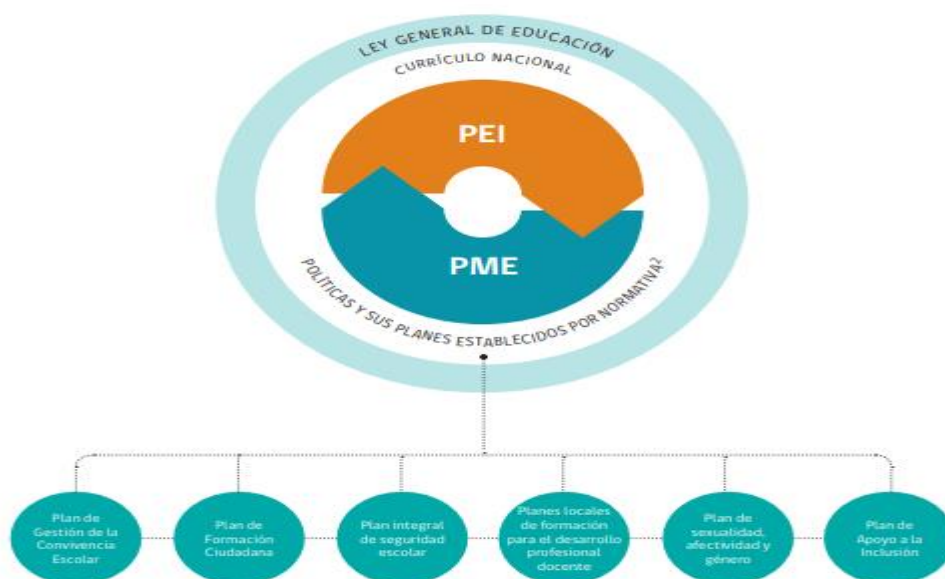 LEY GENERAL DE EDUCACIÓN
CURRÍCULO NACIONAL
PEI
PME
POLÍTICAS Y SUS PLANES ESTABLECIDOS POR NORMATIVA²
Plan de
Gestión de la
Convivencia
Escolar
Plan de
Formación
Ciudadana
Plan integral
de seguridad
escolar
Planes locales
de formación
para el desarrollo
profesional
docente
Plan de
sexualidad,
afectividad y
género
Plan de
Apoyo a la
Inclusión